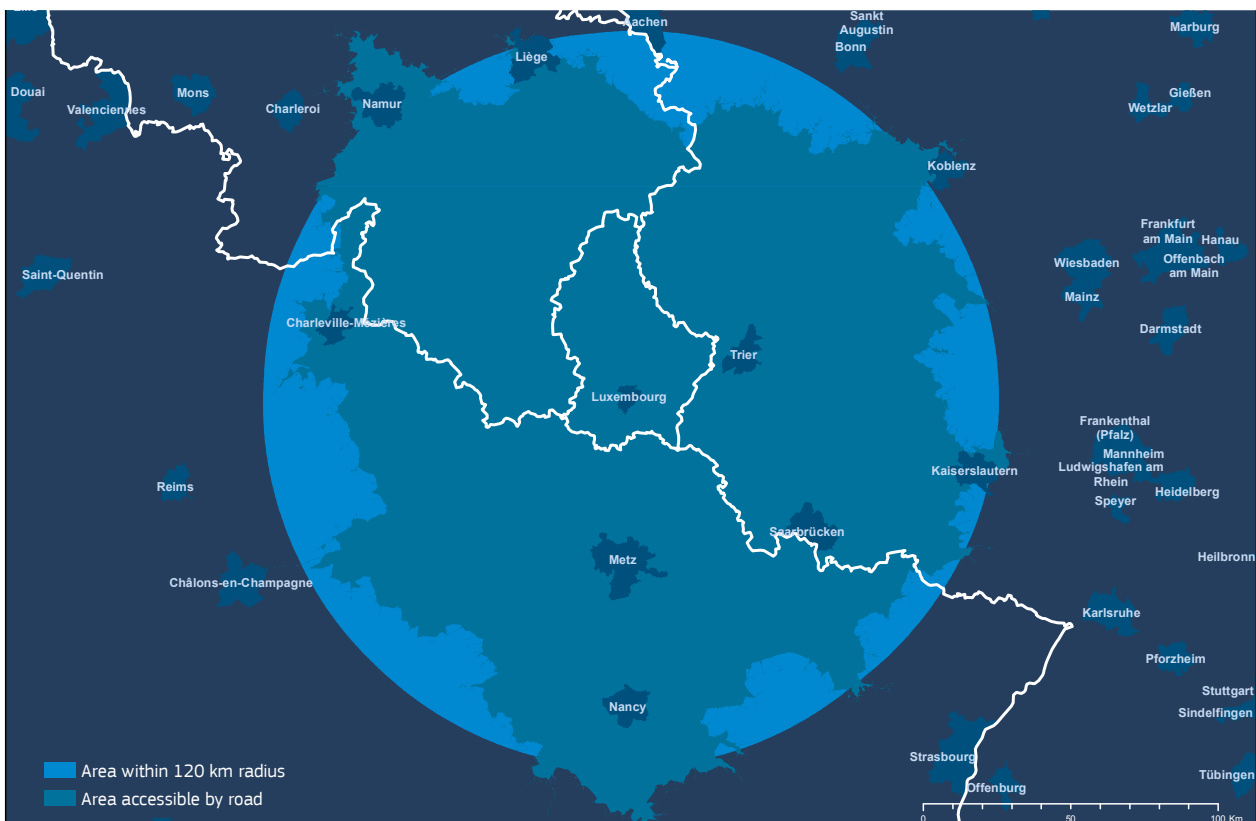 Lille
Aachen
Sankt
Augustin
Bonn
Marburg
Liège
Douai
Valenciennes
Mons
Charleroi
Namur
Gießen
Wetzlar
Koblenz
Frankfurt
am Main
Hanau
Offenbach
am Main
Wiesbaden
Mainz
Saint-Quentin
Charleville-Mézières
Darmstadt
Trier
Luxembourg
Frankenthal
(Pfalz)
Mannheim
Ludwigshafen am
Rhein
Kaiserslautern
Heidelberg
Speyer
Reims
Saarbrücken
Metz
Heilbronn
Châlons-en-Champagne
Karlsruhe
Pforzheim
Stuttgart
Nancy
Sindelfingen
Strasbourg
Tübingen
Offenburg
Area within 120 km radius
Area accessible by road
0 50 100 Km